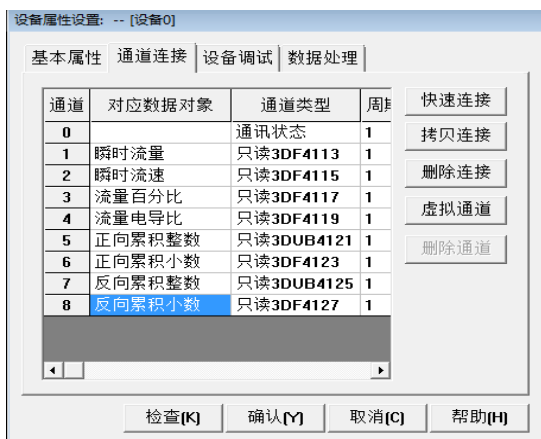 设备属性设置: -- [设备0]
基本属性 通道连接 设备调试 数据处理
通道 对应数据对象 通道类型 周期
0 通讯状态 1
1 瞬时流量 只读3DF4113 1
2 瞬时流速 只读3DF4115 1
3 流量百分比 只读3DF4117 1
4 流量电导比 只读3DF4119 1
5 正向累积整数 只读3DUB4121 1
6 正向累积小数 只读3DF4123 1
7 反向累积整数 只读3DUB4125 1
8 反向累积小数 只读3DF4127 1
快速连接
拷贝连接
删除连接
虚拟通道
删除通道
检查(K) 确认(Y) 取消(C) 帮助(H)